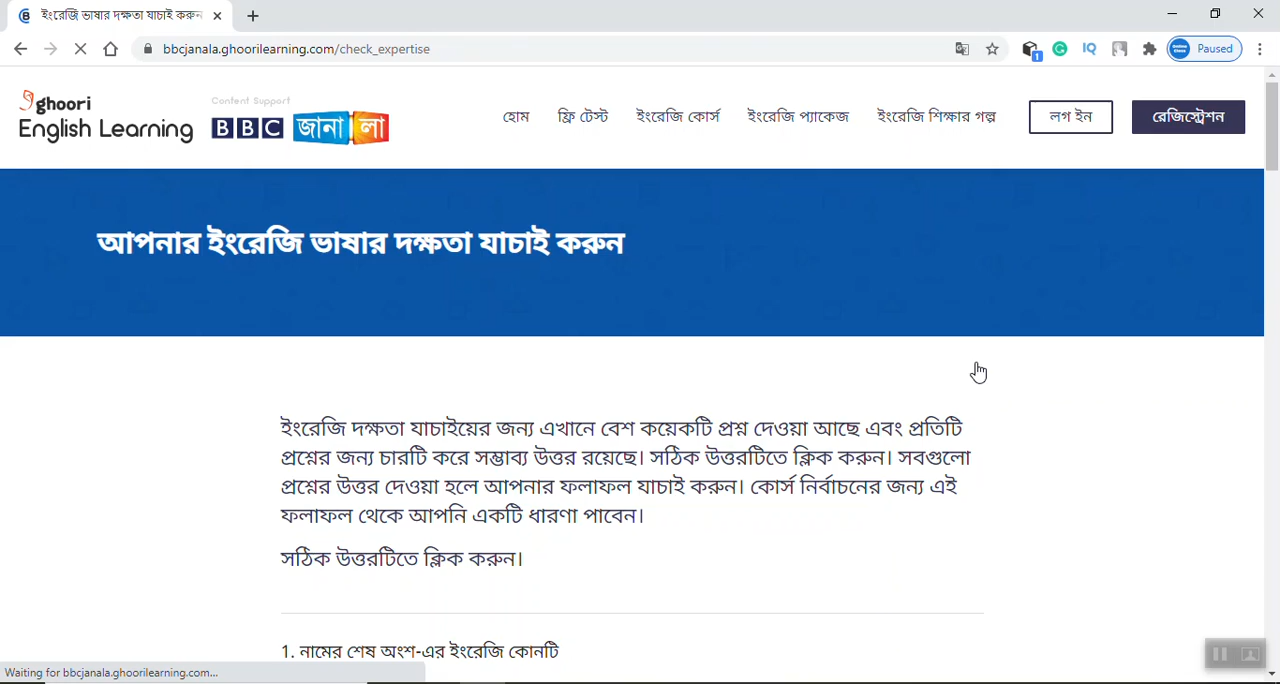 ইংরেজি ভাষার দক্ষতা যাচাই করুন
bbcjanala.ghoorilearning.com/check_expertise
1
IQ
Paused
ghoori
English Learning
Content Support
BBC জানালা
হোম
ফ্রি টেস্ট
ইংরেজি কোর্স
ইংরেজি প্যাকেজ
ইংরেজি শিক্ষার গল্প
লগ ইন
রেজিস্ট্রেশন
আপনার ইংরেজি ভাষার দক্ষতা যাচাই করুন
ইংরেজি দক্ষতা যাচাইয়ের জন্য এখানে বেশ কয়েকটি প্রশ্ন দেওয়া আছে এবং প্রতিটি
প্রশ্নের জন্য চারটি করে সম্ভাব্য উত্তর রয়েছে। সঠিক উত্তরটিতে ক্লিক করুন। সবগুলো
প্রশ্নের উত্তর দেওয়া হলে আপনার ফলাফল যাচাই করুন। কোর্স নির্বাচনের জন্য এই
ফলাফল থেকে আপনি একটি ধারণা পাবেন।
সঠিক উত্তরটিতে ক্লিক করুন।
1. নামের শেষ অংশ-এর ইংরেজি কোনটি
Waiting for bbcjanala.ghoorilearning.com...